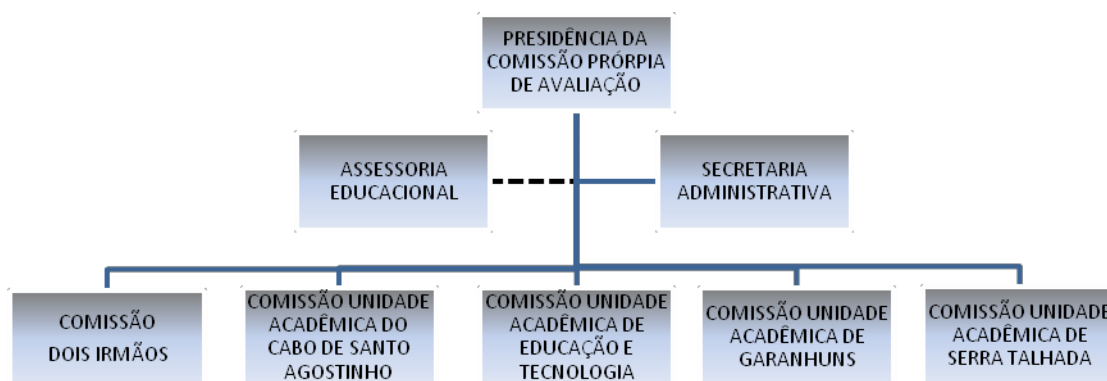 PRESIDÊNCIA DA
COMISSÃO PRÓRPIA
DE AVALIAÇÃO
ASSESSORIA
EDUCACIONAL
SECRETARIA
ADMINISTRATIVA
COMISSÃO
DOIS IRMÃOS
COMISSÃO UNIDADE
ACADÊMICA DO
CABO DE SANTO
AGOSTINHO
COMISSÃO UNIDADE
ACADÊMICA DE
EDUCAÇÃO E
TECNOLOGIA
COMISSÃO UNIDADE
ACADÊMICA DE
GARANHUNS
COMISSÃO UNIDADE
ACADÊMICA DE
SERRA TALHADA